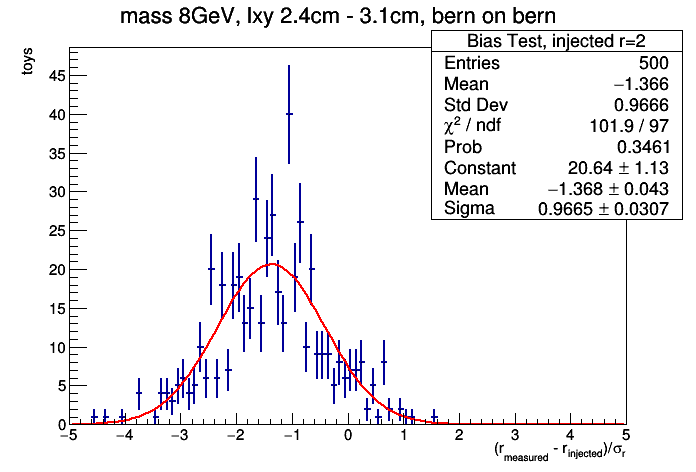 mass 8GeV, lxy 2.4cm - 3.1cm, bern on bern
Bias Test, injected r=2
Entries 500
Mean −1.366
Std Dev 0.9666
χ² / ndf 101.9 / 97
Prob 0.3461
Constant 20.64 ± 1.13
Mean −1.368 ± 0.043
Sigma 0.9665 ± 0.0307
toys
45
40
35
30
25
20
15
10
5
0
−5 −4 −3 −2 −1 0 1 2 3 4 5
(r_measured - r_injected)/σ_r